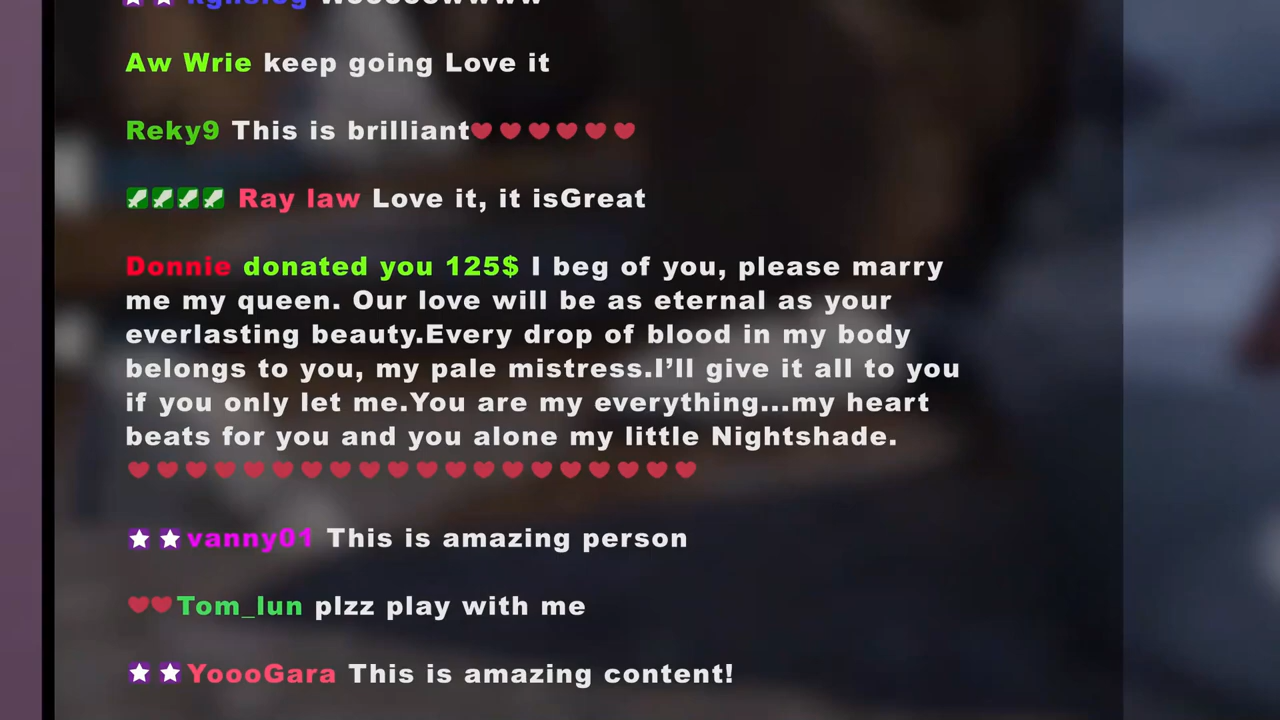 Aw Wrie keep going Love it
Reky9 This is brilliant
Ray law Love it, it isGreat
Donnie donated you 125$ I beg of you, please marry
me my queen. Our love will be as eternal as your
everlasting beauty.Every drop of blood in my body
belongs to you, my pale mistress.I’ll give it all to you
if you only let me.You are my everything...my heart
beats for you and you alone my little Nightshade.
vanny01 This is amazing person
Tom_lun plzz play with me
YoooGara This is amazing content!